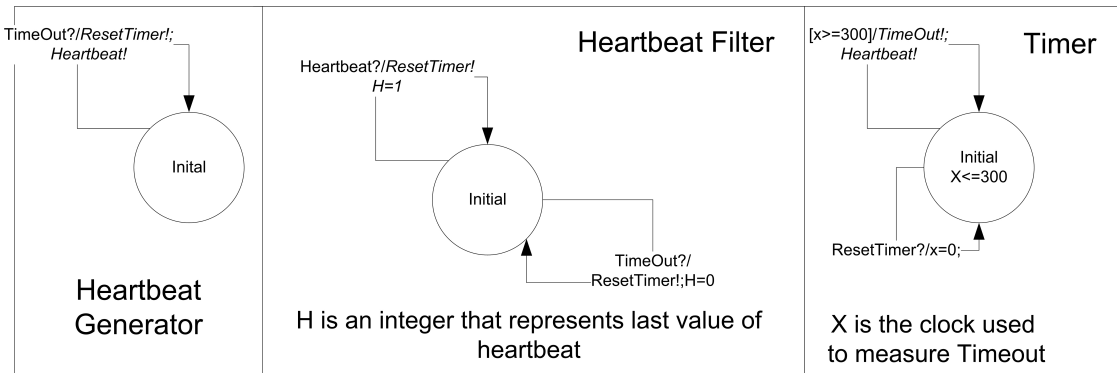 TimeOut?/ResetTimer!;
Heartbeat!
Inital
Heartbeat
Generator
Heartbeat Filter
Heartbeat?/ResetTimer!
H=1
Initial
TimeOut?/
ResetTimer!;H=0
H is an integer that represents last value of
heartbeat
Timer
[x>=300]/TimeOut!;
Heartbeat!
Initial
X<=300
ResetTimer?/x=0;
X is the clock used
to measure Timeout